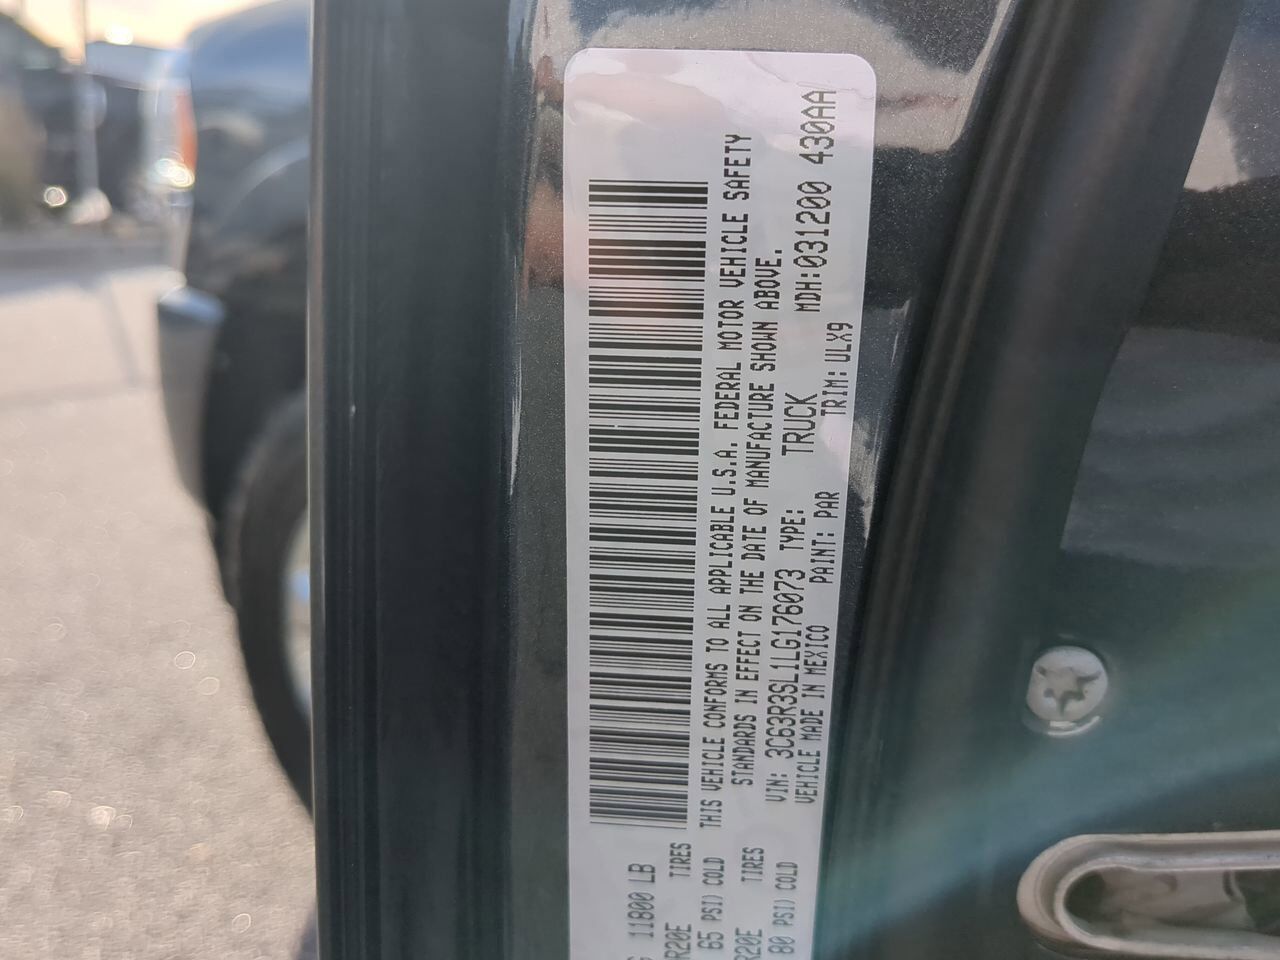 11800 LB
R20E TIRES
65 PSI) COLD
R20E TIRES
80 PSI) COLD
THIS VEHICLE CONFORMS TO ALL APPLICABLE U.S.A. FEDERAL MOTOR VEHICLE SAFETY
STANDARDS IN EFFECT ON THE DATE OF MANUFACTURE SHOWN ABOVE.
VIN: 3C63R3SL1LG176073 TYPE: TRUCK MDH:031200 430AA
VEHICLE MADE IN MEXICO PAINT: PAR TRIM: ULX9